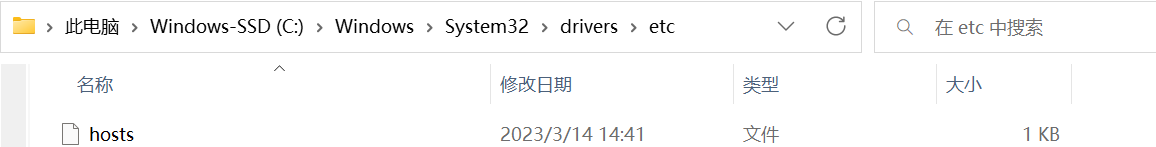 此电脑 > Windows-SSD (C:) > Windows > System32 > drivers > etc 在 etc 中搜索
名称 修改日期 类型 大小
hosts 2023/3/14 14:41 文件 1 KB